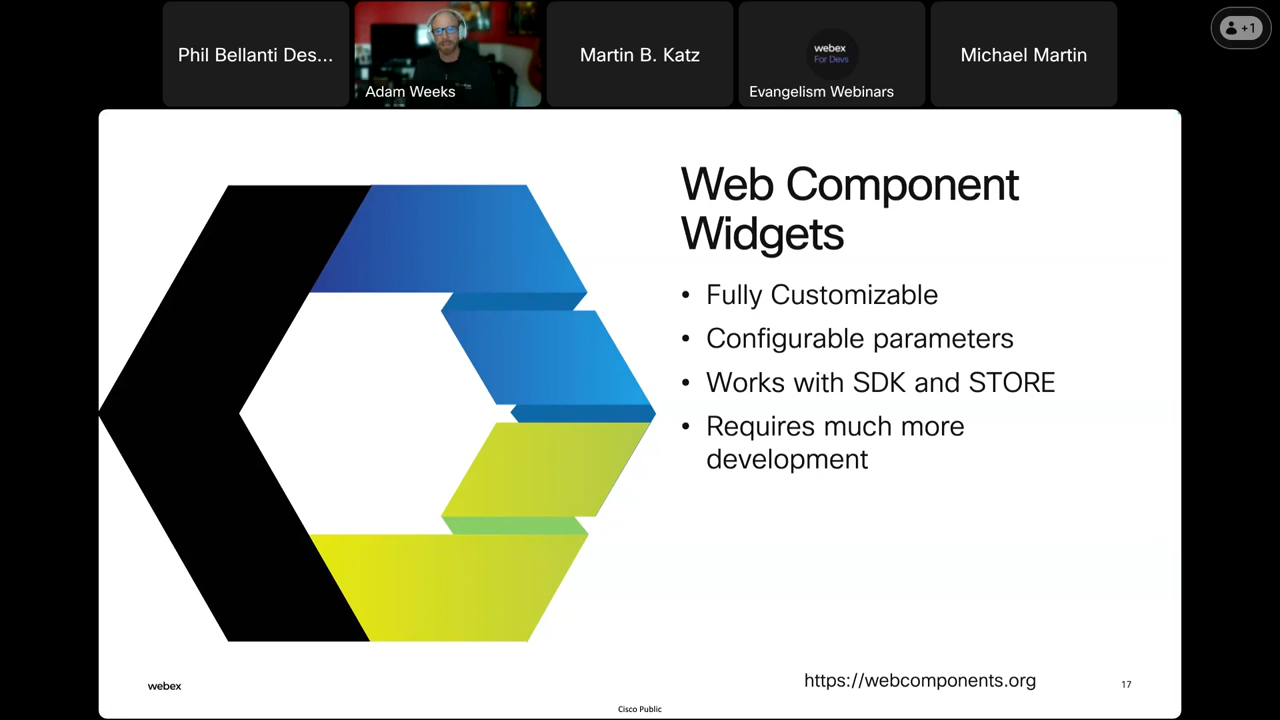 Phil Bellanti Des...
Adam Weeks
Martin B. Katz
webex
For Devs
Evangelism Webinars
Michael Martin
+1
Web Component
Widgets
• Fully Customizable
• Configurable parameters
• Works with SDK and STORE
• Requires much more
development
webex
https://webcomponents.org
17
Cisco Public